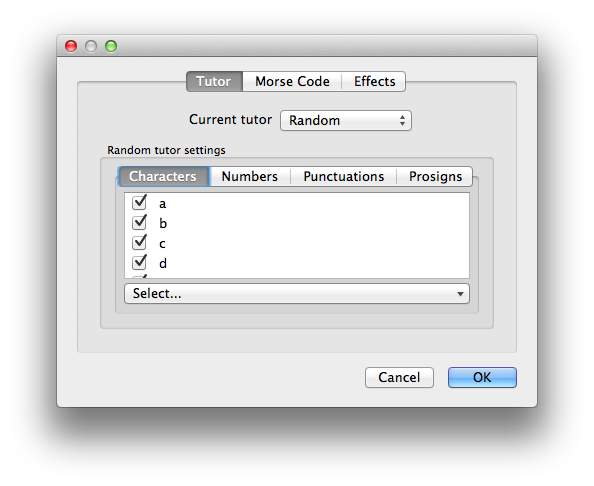 Tutor Morse Code Effects
Current tutor Random
Random tutor settings
Characters Numbers Punctuations Prosigns
a
b
c
d
Select...
Cancel OK